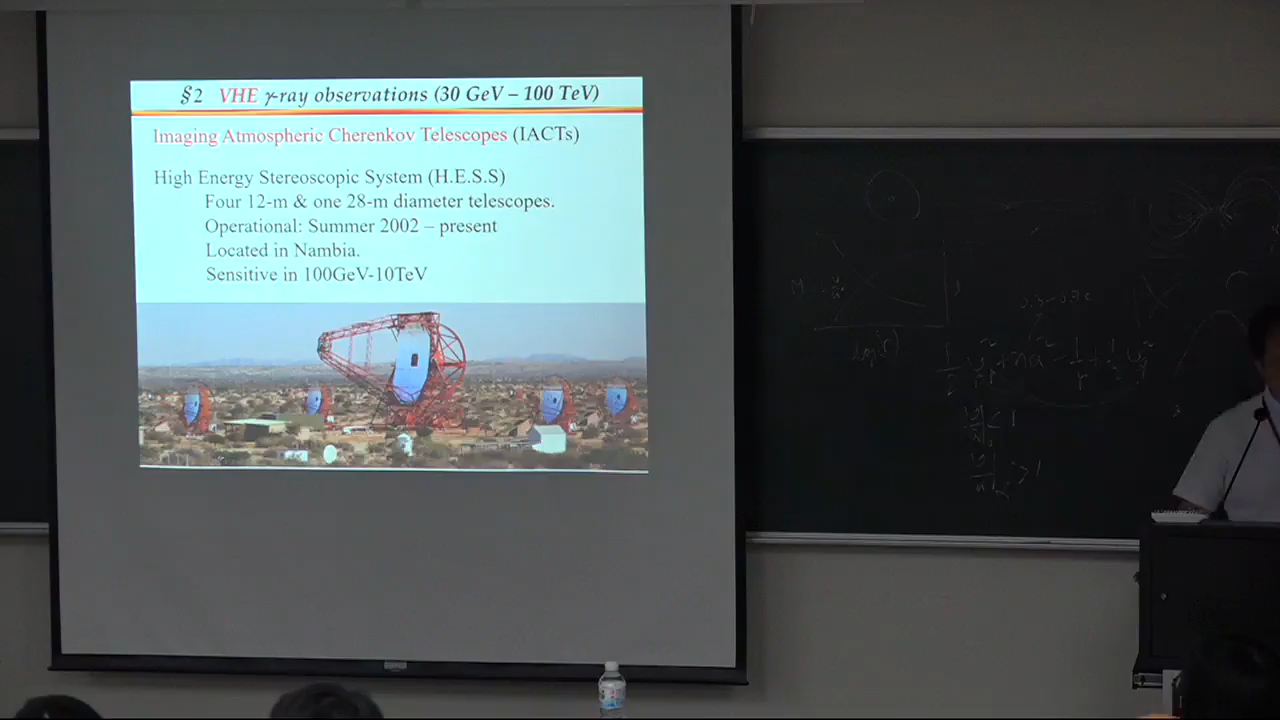 §2 VHE γ-ray observations (30 GeV – 100 TeV)
Imaging Atmospheric Cherenkov Telescopes (IACTs)
High Energy Stereoscopic System (H.E.S.S)
Four 12-m & one 28-m diameter telescopes.
Operational: Summer 2002 – present
Located in Nambia.
Sensitive in 100GeV-10TeV